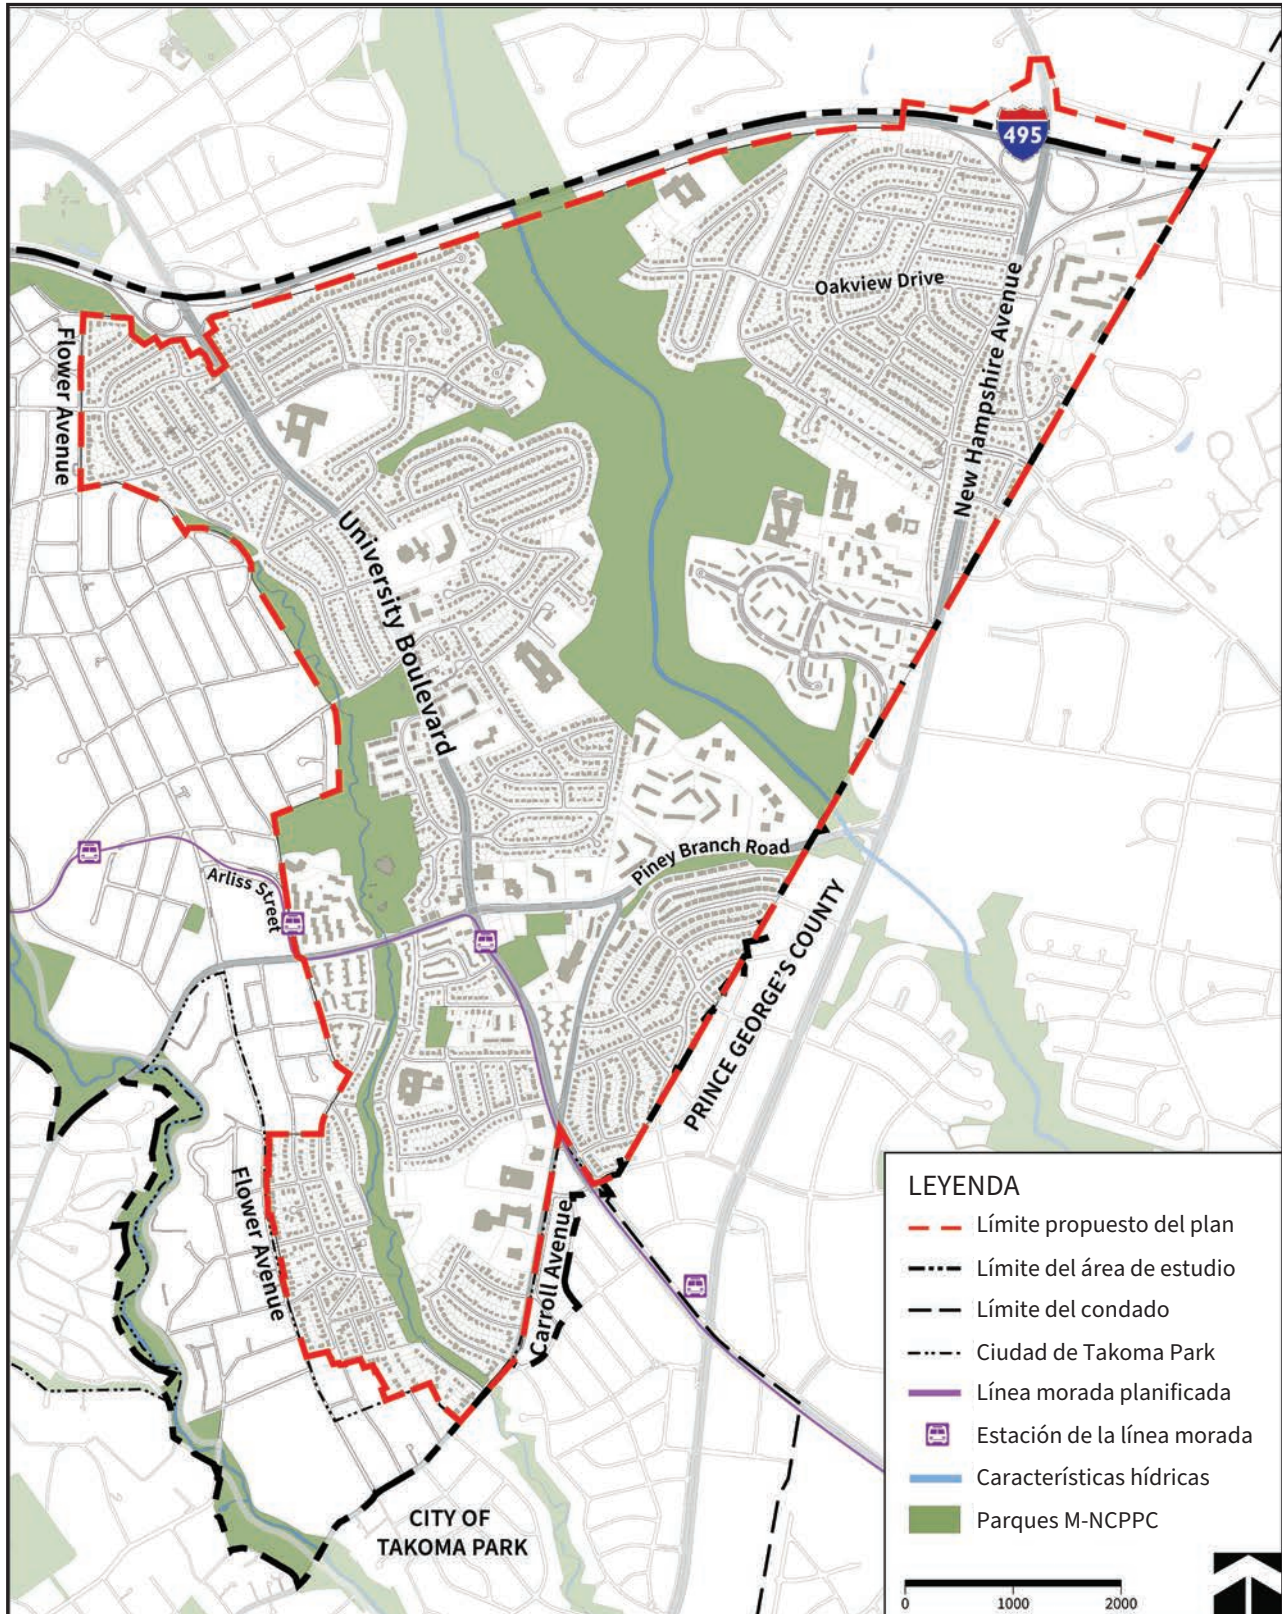 495
Oakview Drive
New Hampshire Avenue
Flower Avenue
University Boulevard
Piney Branch Road
Arliss Street
PRINCE GEORGE'S COUNTY
Flower Avenue
Carroll Avenue
CITY OF
TAKOMA PARK
LEYENDA
Límite propuesto del plan
Límite del área de estudio
Límite del condado
Ciudad de Takoma Park
Línea morada planificada
Estación de la línea morada
Características hídricas
Parques M-NCPPC
0 1000 2000